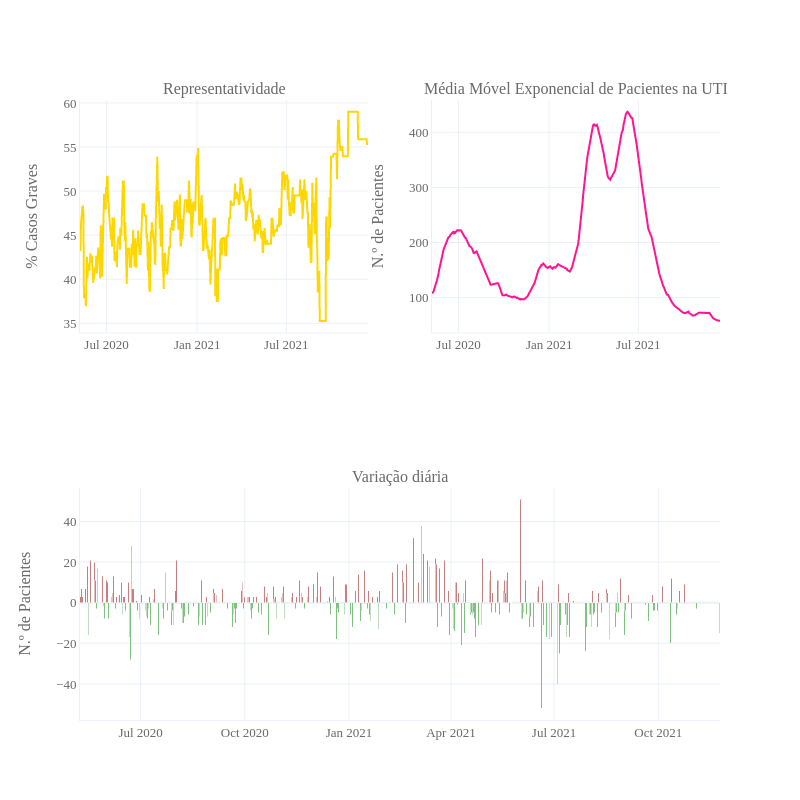 Representatividade
% Casos Graves
60
55
50
45
40
35
Jul 2020
Jan 2021
Jul 2021
Média Móvel Exponencial de Pacientes na UTI
N.º de Pacientes
400
300
200
100
Jul 2020
Jan 2021
Jul 2021
Variação diária
N.º de Pacientes
40
20
0
−20
−40
Jul 2020
Oct 2020
Jan 2021
Apr 2021
Jul 2021
Oct 2021